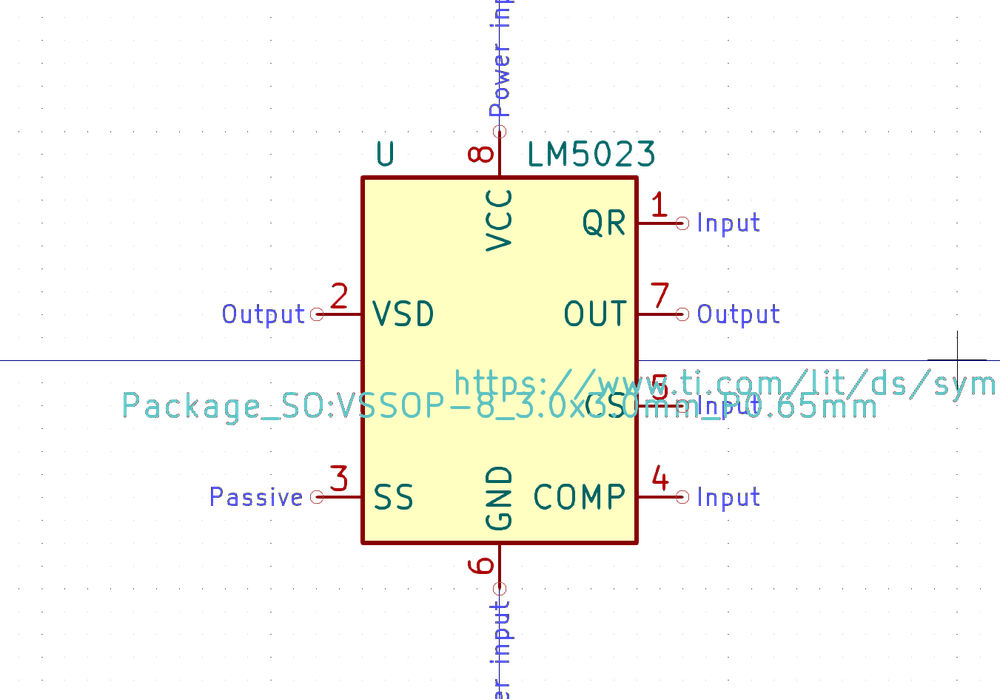 Power inp
U
8
LM5023
VCC
QR
1
Input
Output
2
VSD
OUT
7
Output
https://www.ti.com/lit/ds/sym
Package_SO:VSSOP-8_3.0x3.0mm_P0.65mm
CS
5
Input
Passive
3
SS
GND
COMP
4
Input
6
er input